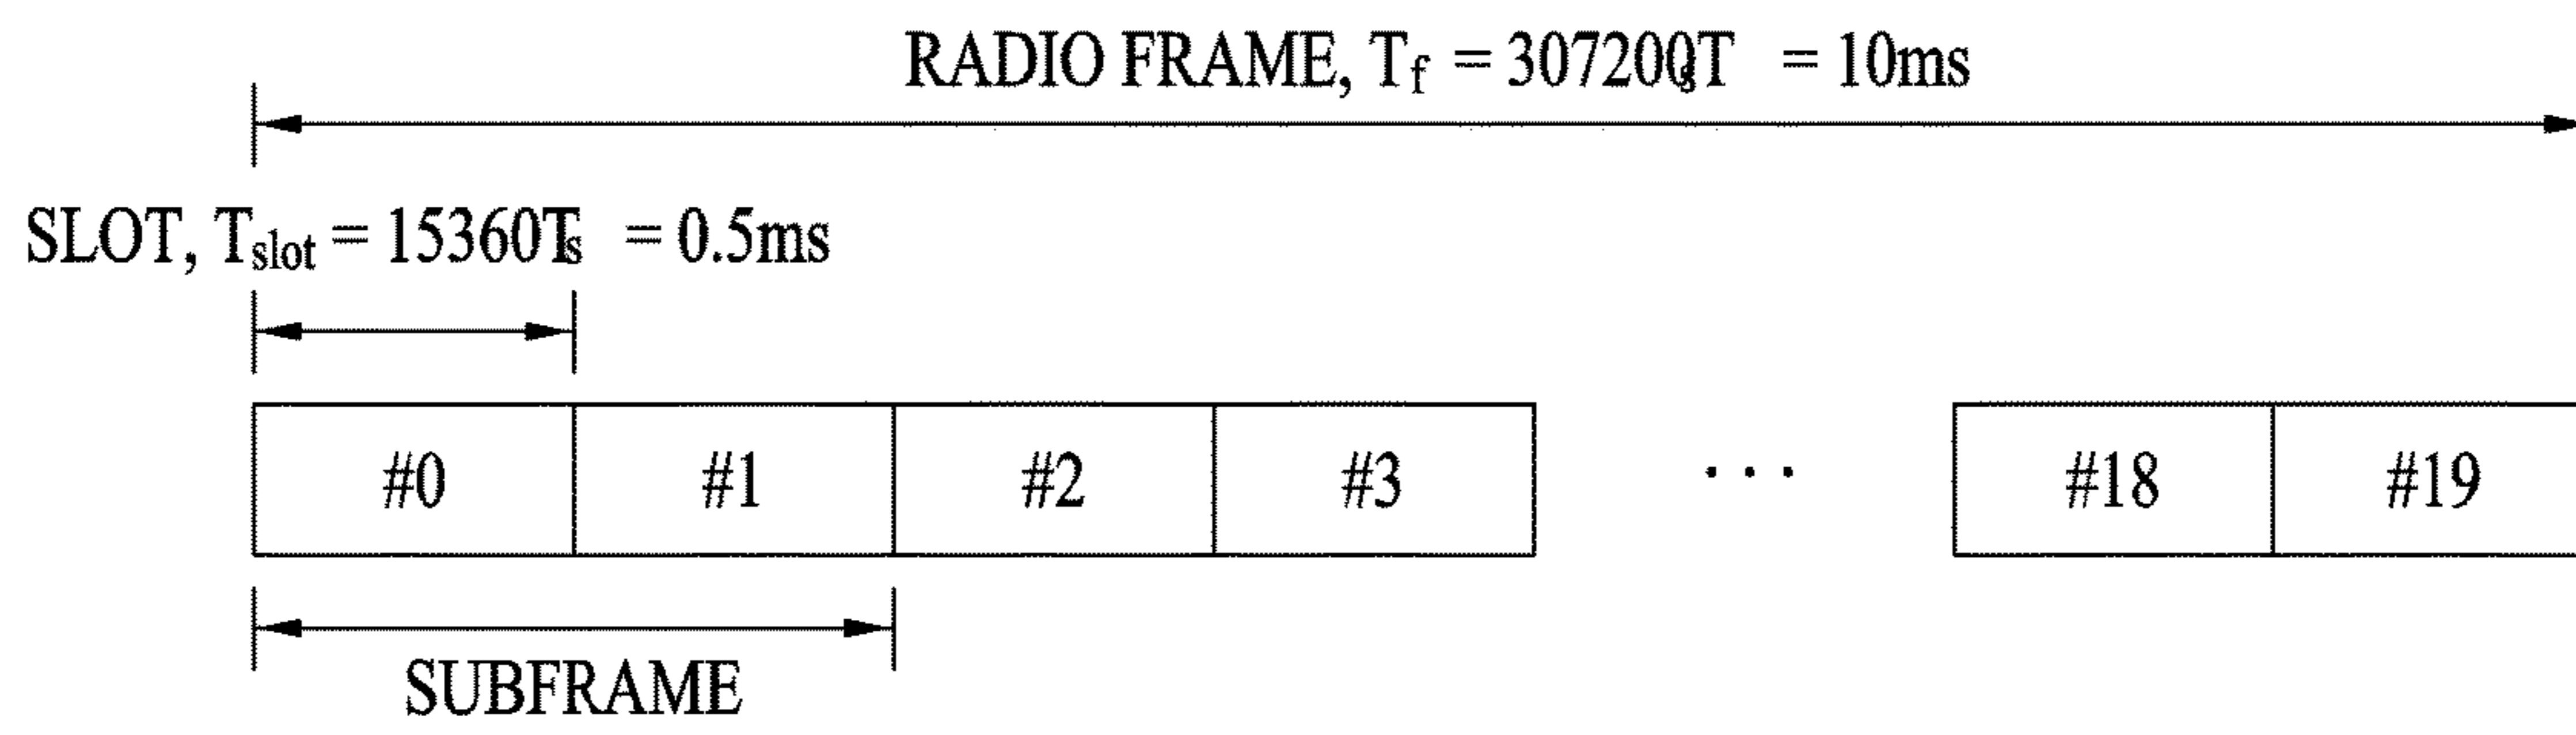 RADIO FRAME, Tf = 307200Ts = 10ms
SLOT, Tslot = 15360Ts = 0.5ms
#0 #1 #2 #3 ... #18 #19
SUBFRAME